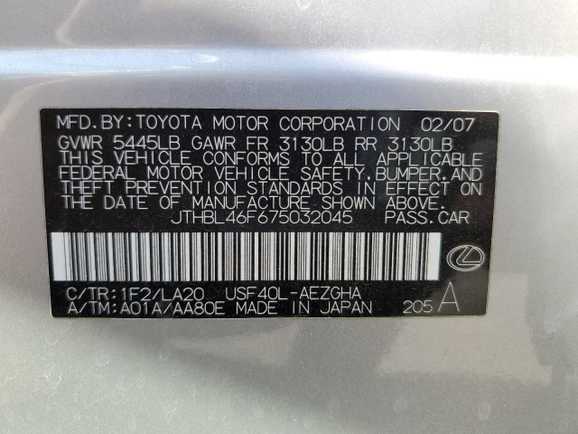 MFD.BY:TOYOTA MOTOR CORPORATION 02/07
GVWR 5445LB GAWR FR 3130LB RR 3130LB
THIS VEHICLE CONFORMS TO ALL APPLICABLE
FEDERAL MOTOR VEHICLE SAFETY,BUMPER,AND
THEFT PREVENTION STANDARDS IN EFFECT ON
THE DATE OF MANUFACTURE SHOWN ABOVE.
JTHBL46F675032045 PASS.CAR
C/TR:1F2/LA20 USF40L-AEZGHA
A/TM:A01A/AA80E MADE IN JAPAN 205 A